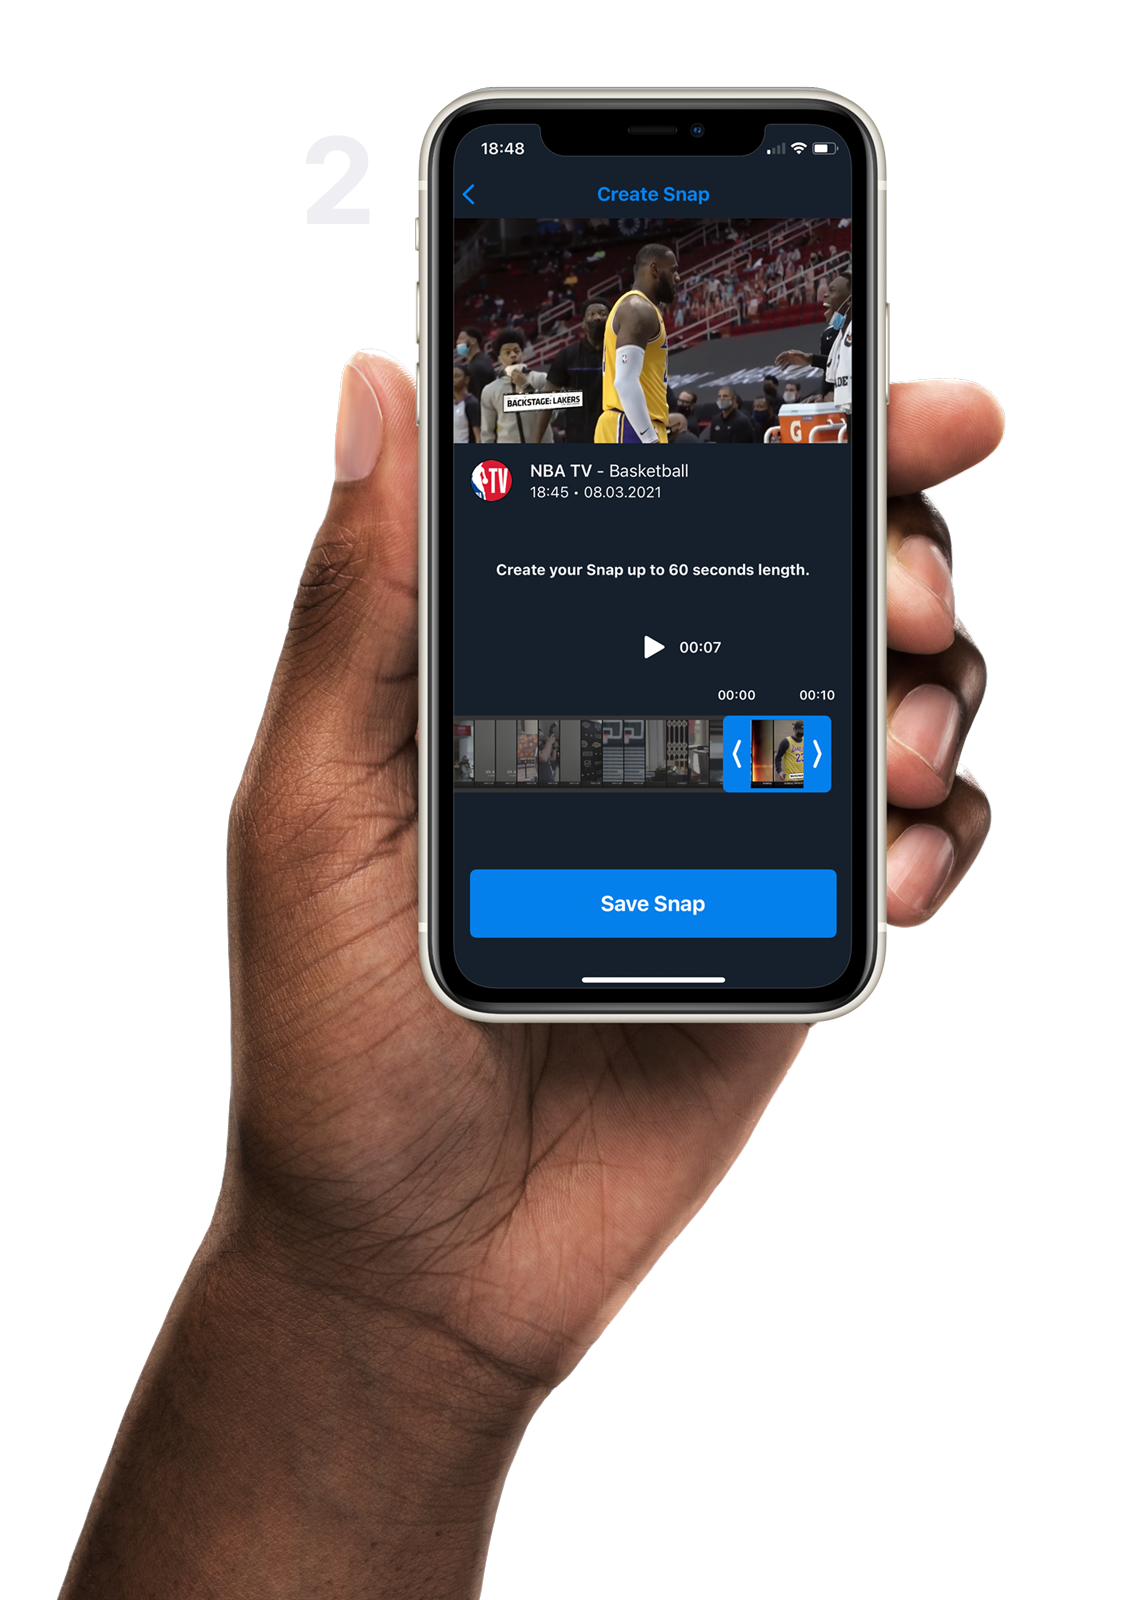 2
18:48
Create Snap
BACKSTAGE: LAKERS
G
TV
NBA TV - Basketball
18:45 • 08.03.2021
Create your Snap up to 60 seconds length.
00:07
00:00 00:10
23
Save Snap